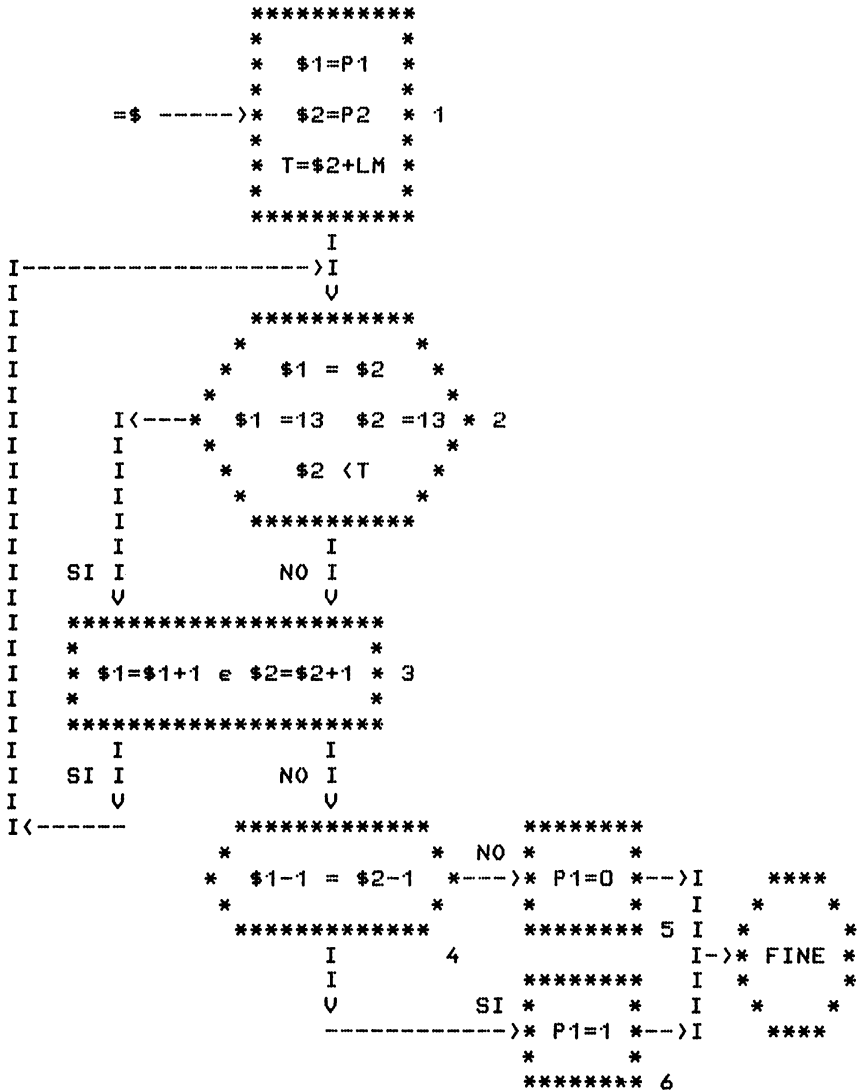 $1=P1
=$ $2=P2 1
T=$2+LM
$1 = $2
$1 =13 $2 =13 2
$2 <T
SI NO
$1=$1+1 e $2=$2+1 3
SI NO
NO
$1-1 = $2-1 P1=0
5
4 FINE
SI
P1=1
6